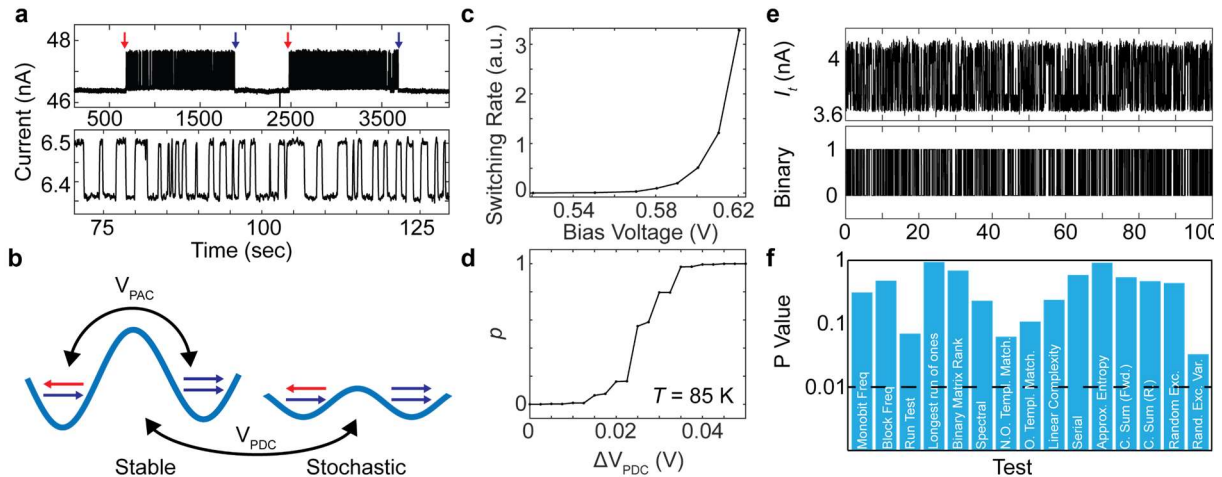 a
48
46
500
1500
2500
3500
Current (nA)
6.5
6.4
75
100
125
Time (sec)
b
V_PAC
V_PDC
Stable
Stochastic
c
Switching Rate (a.u.)
3
2
1
0
0.54
0.58
0.62
Bias Voltage (V)
d
p
1
0
T = 85 K
0
0.02
0.04
ΔV_PDC (V)
e
I_t (nA)
4
3.6
Binary
1
0
0
20
40
60
80
100
f
P Value
1
0.1
0.01
Monobit Freq
Block Freq
Run Test
Longest run of ones
Binary Matrix Rank
Spectral
N.O. Templ. Match
O. Templ. Match.
Linear Complexity
Serial
Approx. Entropy
C. Sum (Fwd.)
C. Sum (R.)
Random Exc.
Rand. Exc. Var.
Test